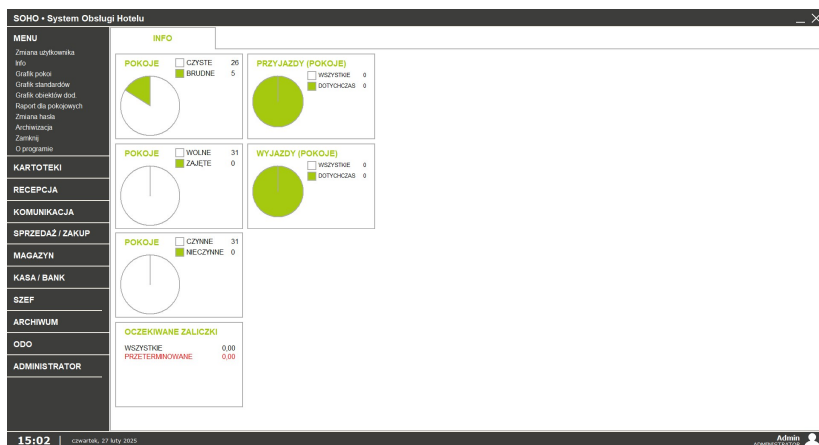 SOHO • System Obsługi Hotelu
MENU
Zmiana użytkownika
Info
Grafik pokoi
Grafik standardów
Grafik obiektów dod.
Raport dla pokojowych
Zmiana hasła
Archiwizacja
Zamknij
O programie
KARTOTEKI
RECEPCJA
KOMUNIKACJA
SPRZEDAŻ / ZAKUP
MAGAZYN
KASA / BANK
SZEF
ARCHIWUM
ODO
ADMINISTRATOR
INFO
POKOJE
CZYSTE 26
BRUDNE 5
PRZYJAZDY (POKOJE)
WSZYSTKIE 0
DOTYCHCZAS 0
POKOJE
WOLNE 31
ZAJĘTE 0
WYJAZDY (POKOJE)
WSZYSTKIE 0
DOTYCHCZAS 0
POKOJE
CZYNNE 31
NIECZYNNE 0
OCZEKIWANE ZALICZKI
WSZYSTKIE 0,00
PRZETERMINOWANE 0,00
15:02 | czwartek, 27 luty 2025
Admin
ADMINISTRATOR